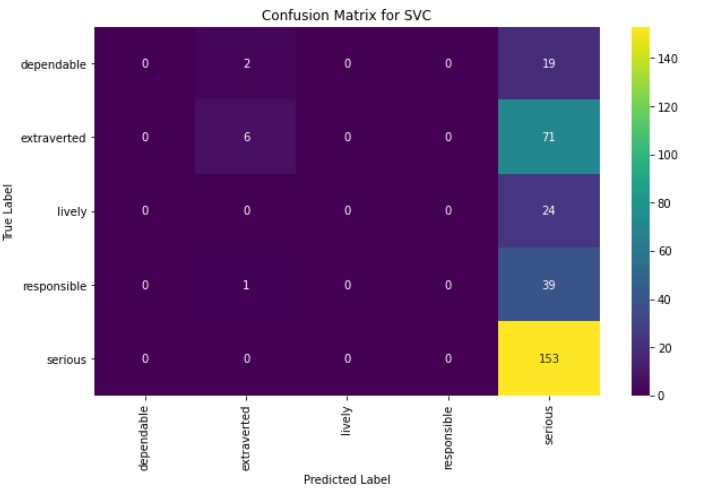 Confusion Matrix for SVC
dependable 0 2 0 0 19
extraverted 0 6 0 0 71
lively 0 0 0 0 24
responsible 0 1 0 0 39
serious 0 0 0 0 153
True Label
dependable extraverted lively responsible serious
Predicted Label
140
120
100
80
60
40
20
0